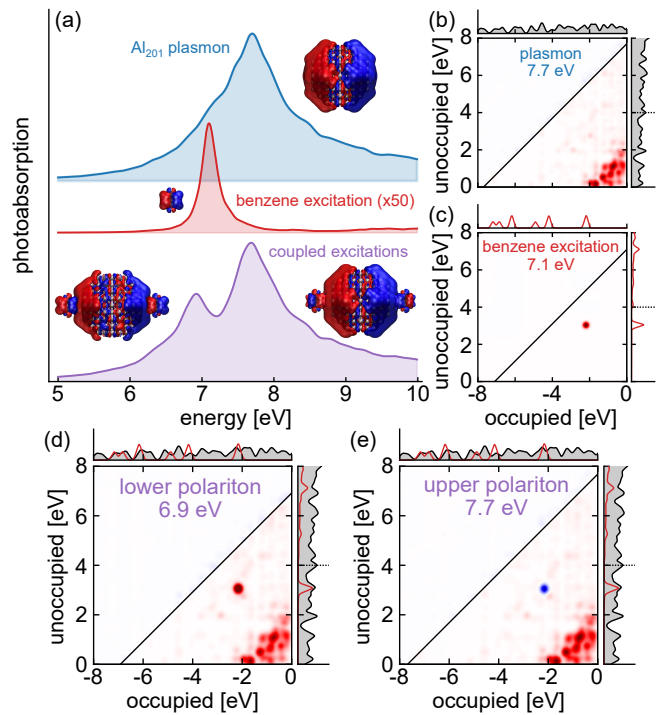 (a)
Al201 plasmon
benzene excitation (x50)
coupled excitations
photoabsorption
5 6 7 8 9 10
energy [eV]
(b)
plasmon
7.7 eV
unoccupied [eV]
8
6
4
2
0
(c)
benzene excitation
7.1 eV
unoccupied [eV]
8
6
4
2
0
-8 -4 0
occupied [eV]
(d)
lower polariton
6.9 eV
unoccupied [eV]
8
6
4
2
0
-8 -6 -4 -2 0
occupied [eV]
(e)
upper polariton
7.7 eV
unoccupied [eV]
8
6
4
2
0
-8 -6 -4 -2 0
occupied [eV]